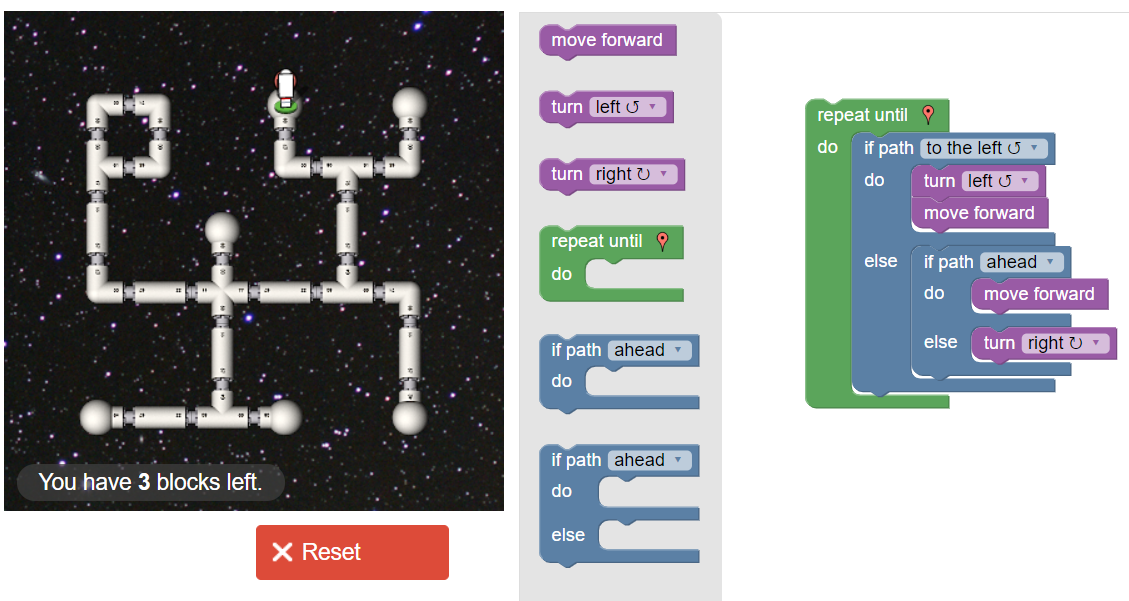 move forward
turn left ↺ ▾
turn right ↻ ▾
repeat until
do
if path ahead ▾
do
if path ahead ▾
do
else
repeat until
do if path to the left ↺ ▾
do turn left ↺ ▾
move forward
else if path ahead ▾
do move forward
else turn right ↻ ▾
You have 3 blocks left.
Reset